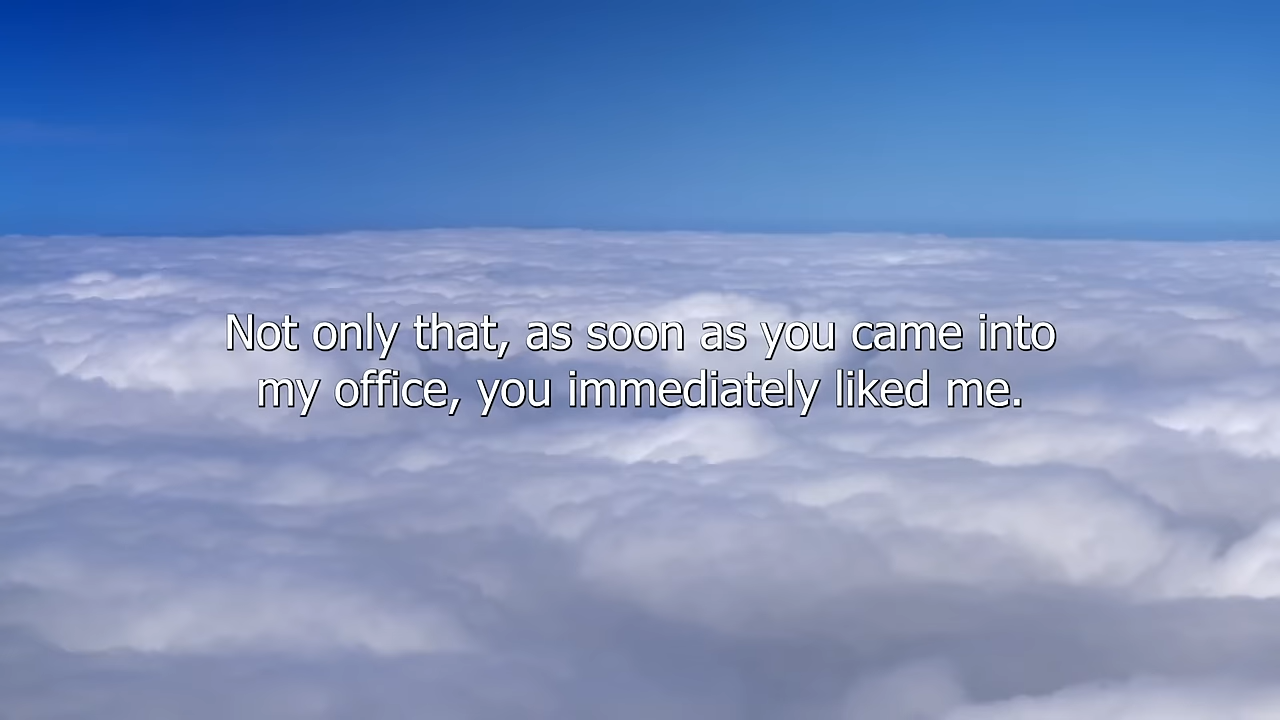 Not only that, as soon as you came into
my office, you immediately liked me.